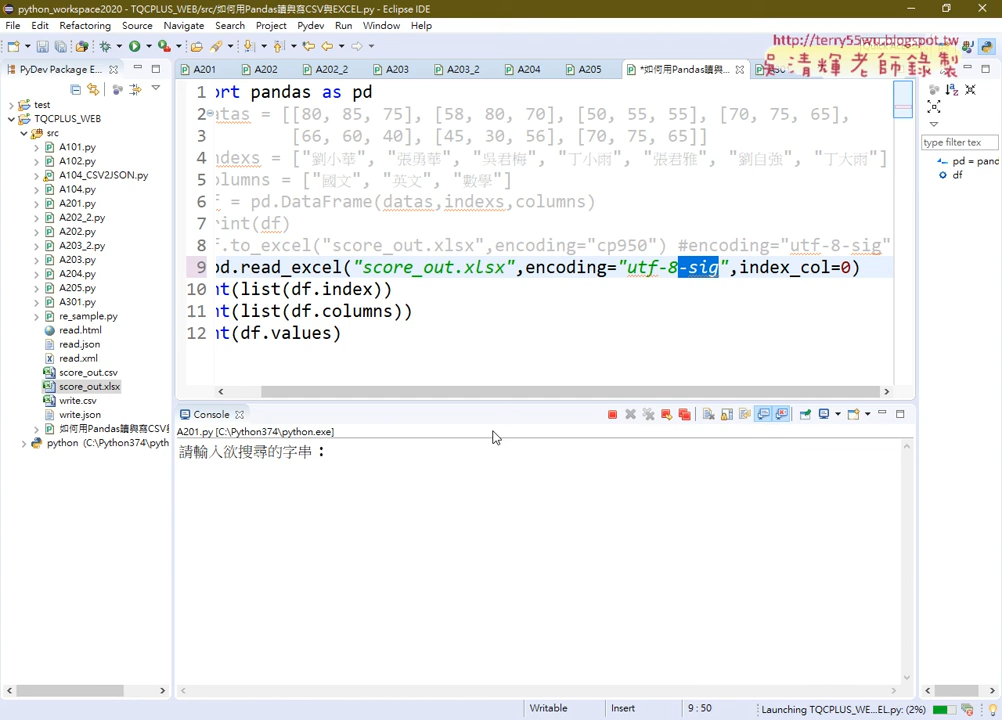 python_workspace2020 - TQCPLUS_WEB/src/如何用Pandas讀與寫CSV與EXCEL.py - Eclipse IDE
File Edit Refactoring Source Navigate Search Project Pydev Run Window Help
http://terry55wu.blogspot.tw
吳清輝老師錄製
PyDev Package E...
A201 A202 A202_2 A203 A203_2 A204 A205 *如何用Pandas讀與...
test
TQCPLUS_WEB
src
A101.py
A102.py
A103.py
A104_CSV2JSON.py
A104.py
A201.py
A202_2.py
A202.py
A203_2.py
A203.py
A204.py
A205.py
A301.py
re_sample.py
read.html
read.json
read.xml
score_out.csv
score_out.xlsx
write.csv
write.json
如何用Pandas讀與寫CSV與
python (C:\Python374\pyth
1 ort pandas as pd
2 atas = [[80, 85, 75], [58, 80, 70], [50, 55, 55], [70, 75, 65],
3 [66, 60, 40], [45, 30, 56], [70, 75, 65]]
4 ndexs = ["劉小華", "張勇華", "吳君梅", "丁小雨", "張君雅", "劉自強", "丁大雨"]
5 olumns = ["國文", "英文", "數學"]
6 f = pd.DataFrame(datas,indexs,columns)
7 rint(df)
8 f.to_excel("score_out.xlsx",encoding="cp950") #encoding="utf-8-sig"
9 pd.read_excel("score_out.xlsx",encoding="utf-8-sig",index_col=0)
10 nt(list(df.index))
11 nt(list(df.columns))
12 nt(df.values)
type filter tex
pd = pand
df
Console
A201.py [C:\Python374\python.exe]
請輸入欲搜尋的字串：
Writable Insert 9 : 50 Launching TQCPLUS_WE...EL.py: (2%)